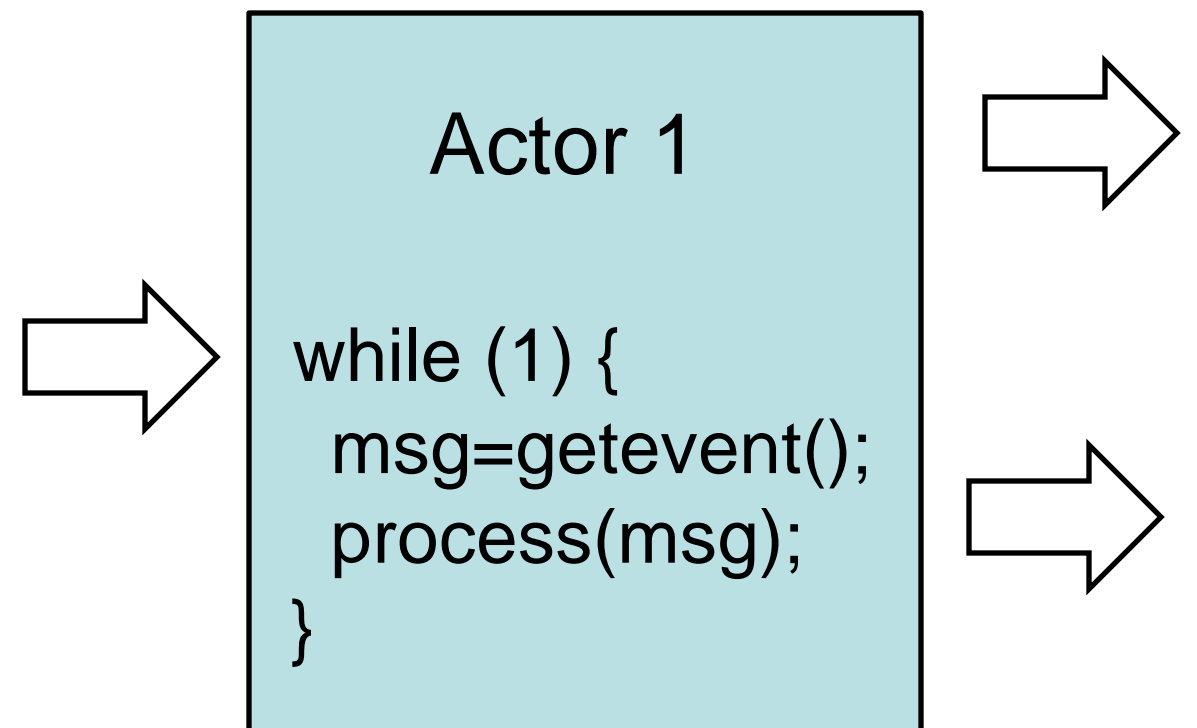 Actor 1
while (1) {
msg=getevent();
process(msg);
}